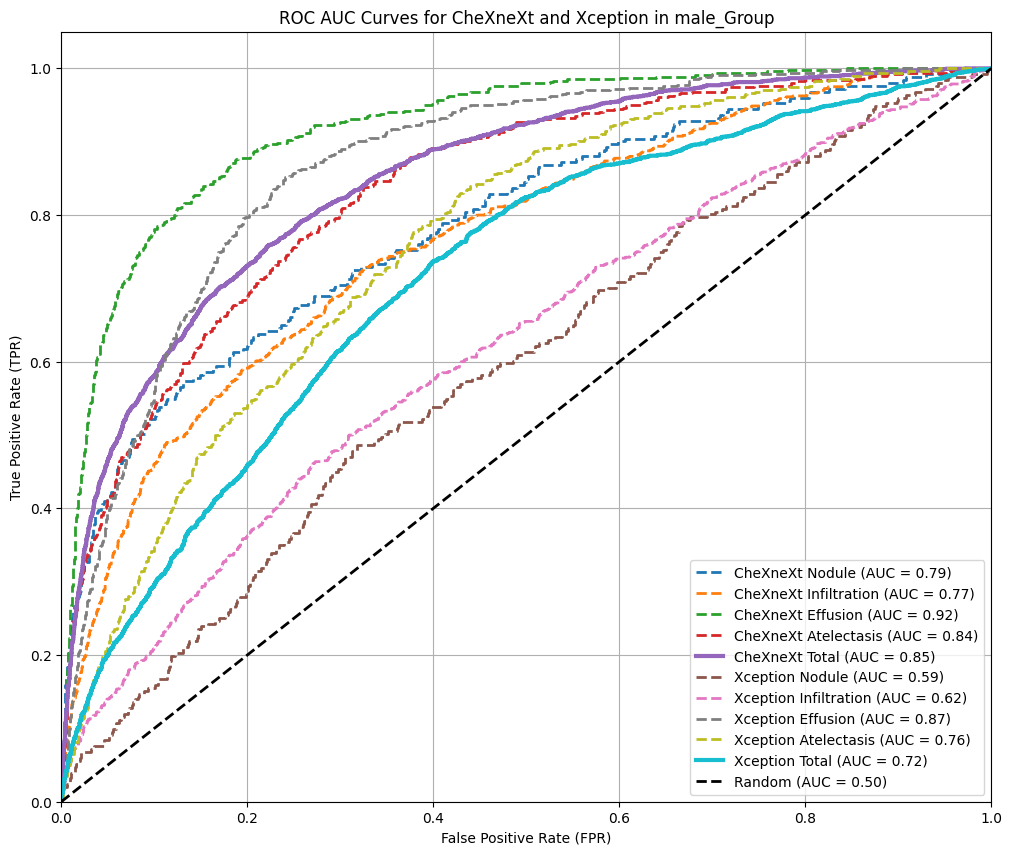 ROC AUC Curves for CheXneXt and Xception in male_Group
True Positive Rate (TPR)
1.0
0.8
0.6
0.4
0.2
0.0
0.0 0.2 0.4 0.6 0.8 1.0
False Positive Rate (FPR)
CheXneXt Nodule (AUC = 0.79)
CheXneXt Infiltration (AUC = 0.77)
CheXneXt Effusion (AUC = 0.92)
CheXneXt Atelectasis (AUC = 0.84)
CheXneXt Total (AUC = 0.85)
Xception Nodule (AUC = 0.59)
Xception Infiltration (AUC = 0.62)
Xception Effusion (AUC = 0.87)
Xception Atelectasis (AUC = 0.76)
Xception Total (AUC = 0.72)
Random (AUC = 0.50)